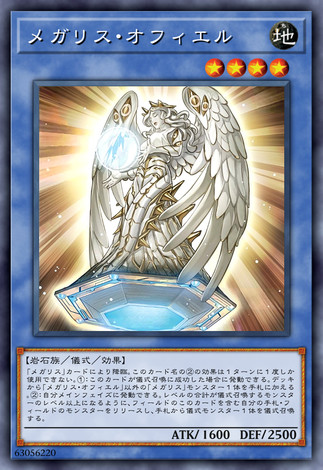 メガリス・オフィエル
地
【岩石族／儀式／効果】
「メガリス」カードにより降臨。このカード名の②の効果は１ターンに１度しか
使用できない。①：このカードが儀式召喚に成功した場合に発動できる。デッキ
から「メガリス・オフィエル」以外の「メガリス」モンスター１体を手札に加え
る。②：自分メインフェイズに発動できる。レベルの合計が儀式召喚するモンスタ
ーのレベル以上になるように、フィールドのこのカードを含む自分の手札・フ
ィールドのモンスターをリリースし、手札から儀式モンスター１体を儀式召喚
する。
ATK/ 1600 DEF/2500
63056220